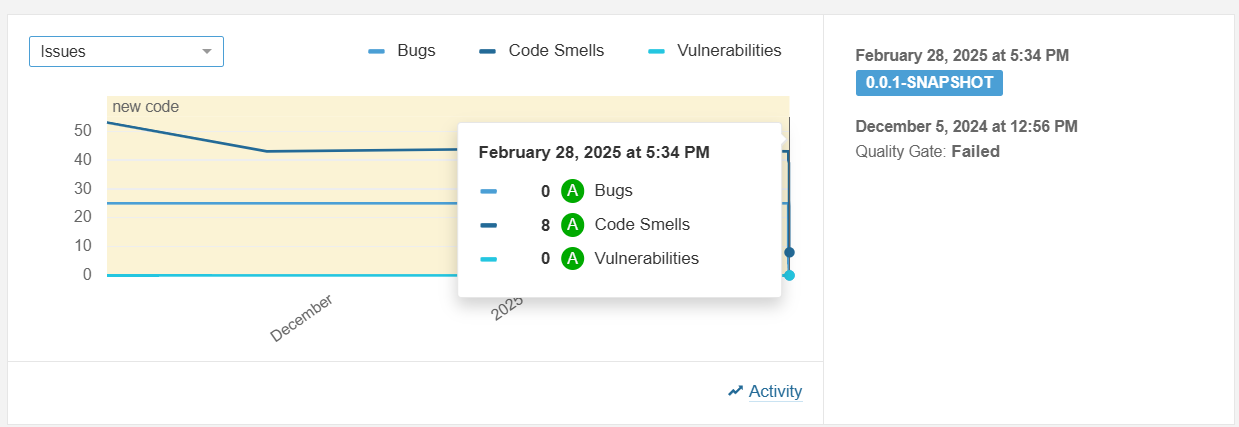 Issues
Bugs
Code Smells
Vulnerabilities
new code
50
40
30
20
10
0
December
2025
February 28, 2025 at 5:34 PM
0 A Bugs
8 A Code Smells
0 A Vulnerabilities
Activity
February 28, 2025 at 5:34 PM
0.0.1-SNAPSHOT
December 5, 2024 at 12:56 PM
Quality Gate: Failed